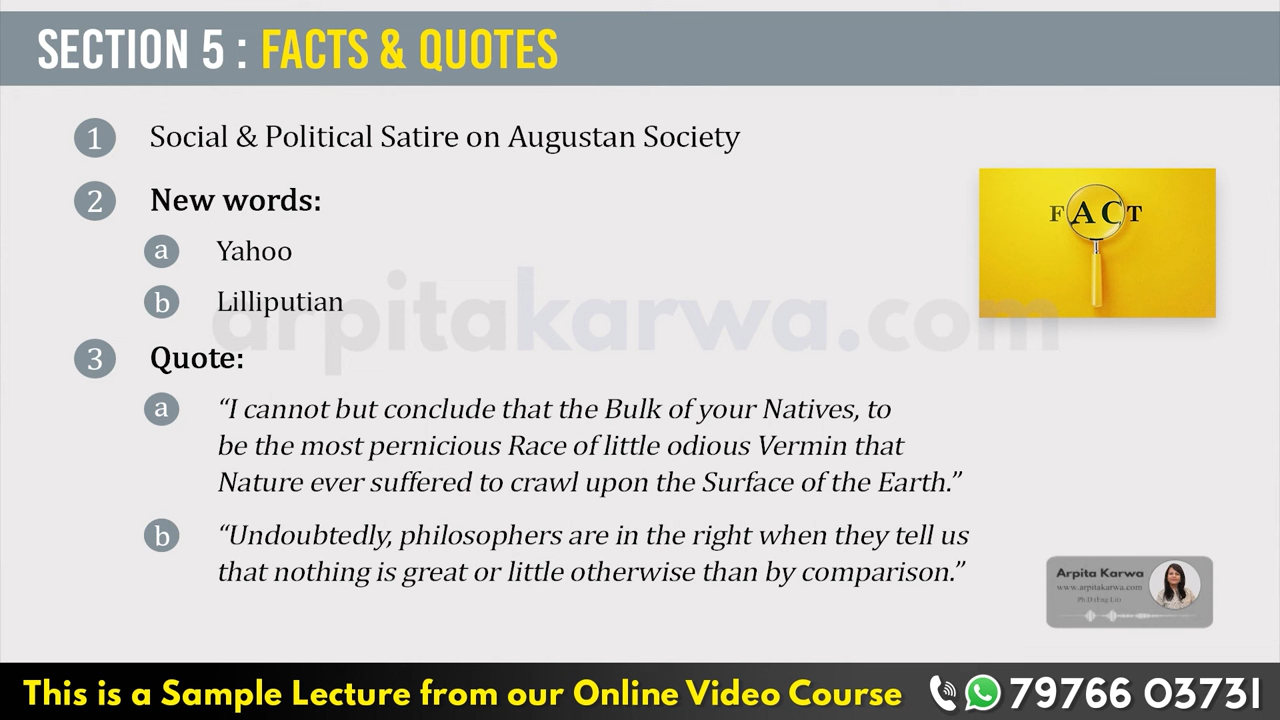 SECTION 5 : FACTS & QUOTES
1 Social & Political Satire on Augustan Society
2 New words:
a Yahoo
b Lilliputian
FACT
arpitakarwa.com
3 Quote:
a “I cannot but conclude that the Bulk of your Natives, to
be the most pernicious Race of little odious Vermin that
Nature ever suffered to crawl upon the Surface of the Earth.”
b “Undoubtedly, philosophers are in the right when they tell us
that nothing is great or little otherwise than by comparison.”
Arpita Karwa
www.arpitakarwa.com
Ph.D (Eng Lit)
This is a Sample Lecture from our Online Video Course 79766 03731